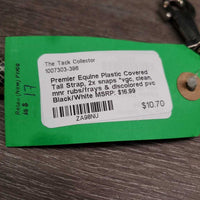 The Tack Collector
1007303-396
Premier Equine Plastic Covered
Tail Strap, 2x snaps *vgc, clean,
mnr rubs/frays & discolored pvc
Black/White MSRP: $16.99
$10.70
ZA98NU